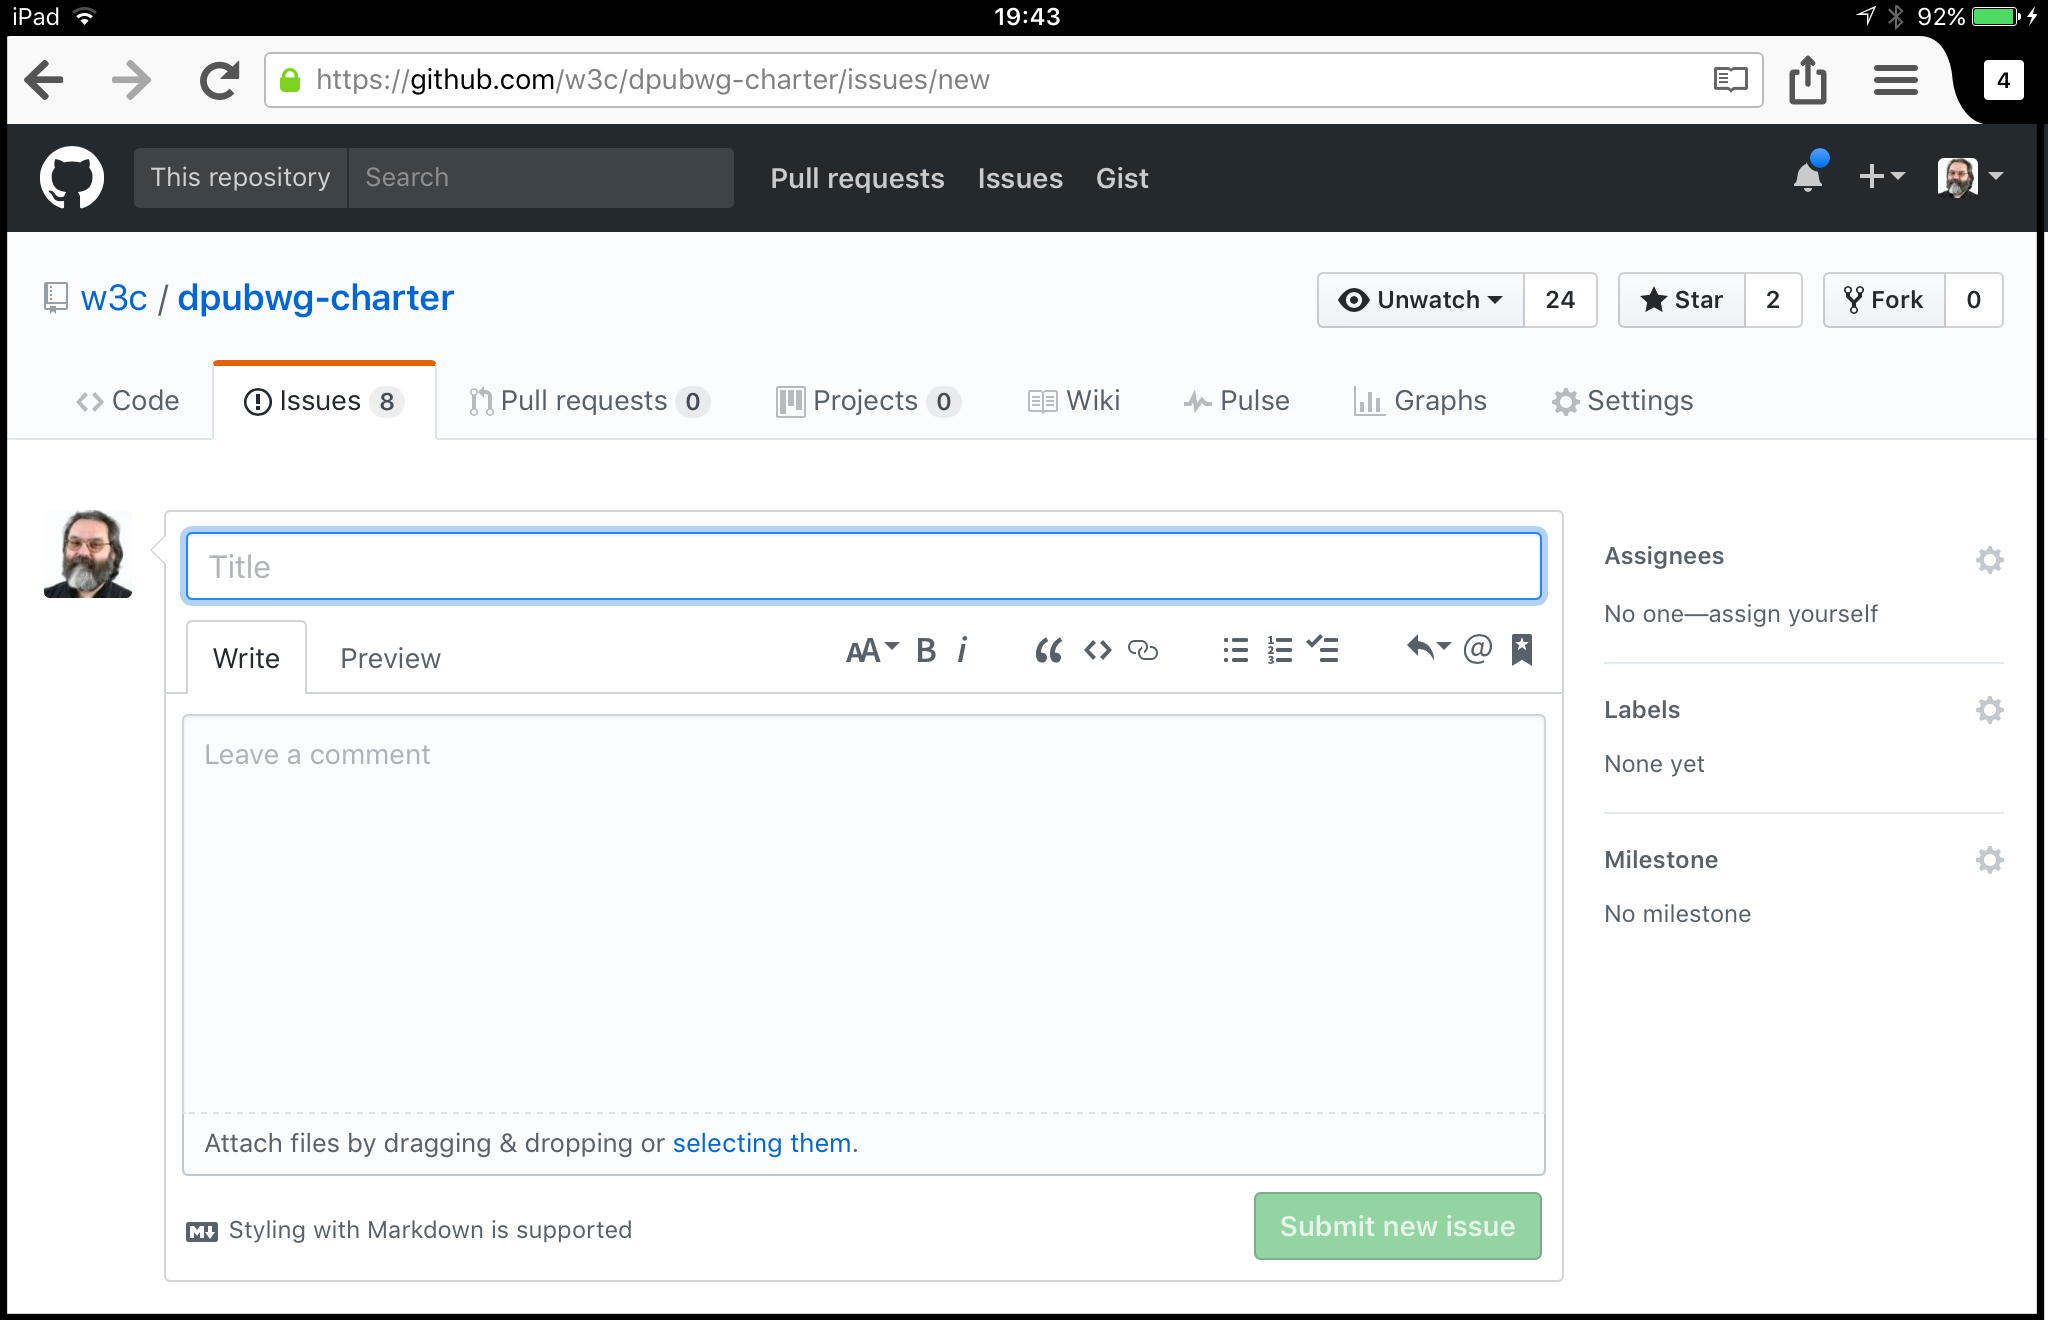 iPad 19:43 92%
https://github.com/w3c/dpubwg-charter/issues/new 4
This repository Search Pull requests Issues Gist
w3c / dpubwg-charter Unwatch 24 Star 2 Fork 0
Code Issues 8 Pull requests 0 Projects 0 Wiki Pulse Graphs Settings
Title
Write Preview AA B i “ <> @
Leave a comment
Attach files by dragging & dropping or selecting them.
M↓ Styling with Markdown is supported Submit new issue
Assignees
No one—assign yourself
Labels
None yet
Milestone
No milestone